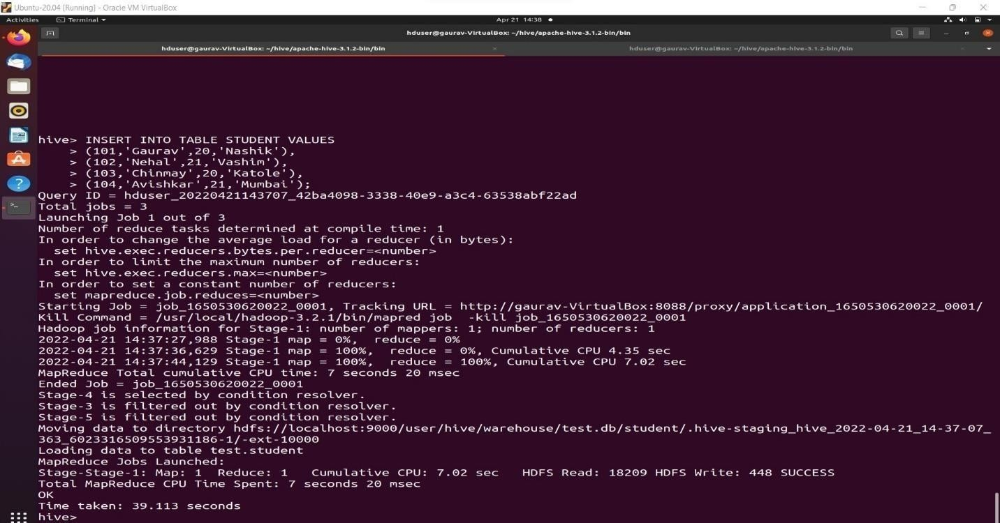 Ubuntu-20.04 [Running] - Oracle VM VirtualBox
Activities Terminal Apr 21 14:38
hduser@gaurav-VirtualBox: ~/hive/apache-hive-3.1.2-bin/bin
hduser@gaurav-VirtualBox: ~/hive/apache-hive-3.1.2-bin/bin hduser@gaurav-VirtualBox: ~/hive/apache-hive-3.1.2-bin/bin
hive> INSERT INTO TABLE STUDENT VALUES
    > (101,'Gaurav',20,'Nashik'),
    > (102,'Nehal',21,'Vashim'),
    > (103,'Chinmay',20,'Katole'),
    > (104,'Avishkar',21,'Mumbai');
Query ID = hduser_20220421143707_42ba4098-3338-40e9-a3c4-63538abf22ad
Total jobs = 3
Launching Job 1 out of 3
Number of reduce tasks determined at compile time: 1
In order to change the average load for a reducer (in bytes):
  set hive.exec.reducers.bytes.per.reducer=<number>
In order to limit the maximum number of reducers:
  set hive.exec.reducers.max=<number>
In order to set a constant number of reducers:
  set mapreduce.job.reduces=<number>
Starting Job = job_1650530620022_0001, Tracking URL = http://gaurav-VirtualBox:8088/proxy/application_1650530620022_0001/
Kill Command = /usr/local/hadoop-3.2.1/bin/mapred job  -kill job_1650530620022_0001
Hadoop job information for Stage-1: number of mappers: 1; number of reducers: 1
2022-04-21 14:37:27,988 Stage-1 map = 0%,  reduce = 0%
2022-04-21 14:37:36,629 Stage-1 map = 100%,  reduce = 0%, Cumulative CPU 4.35 sec
2022-04-21 14:37:44,129 Stage-1 map = 100%,  reduce = 100%, Cumulative CPU 7.02 sec
MapReduce Total cumulative CPU time: 7 seconds 20 msec
Ended Job = job_1650530620022_0001
Stage-4 is selected by condition resolver.
Stage-3 is filtered out by condition resolver.
Stage-5 is filtered out by condition resolver.
Moving data to directory hdfs://localhost:9000/user/hive/warehouse/test.db/student/.hive-staging_hive_2022-04-21_14-37-07_
363_6023316509553931186-1/-ext-10000
Loading data to table test.student
MapReduce Jobs Launched:
Stage-Stage-1: Map: 1  Reduce: 1   Cumulative CPU: 7.02 sec   HDFS Read: 18209 HDFS Write: 448 SUCCESS
Total MapReduce CPU Time Spent: 7 seconds 20 msec
OK
Time taken: 39.113 seconds
hive>